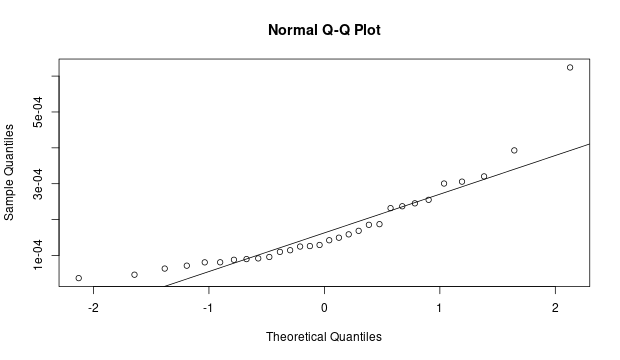 Normal Q-Q Plot
Sample Quantiles
5e-04
3e-04
1e-04
-2 -1 0 1 2
Theoretical Quantiles